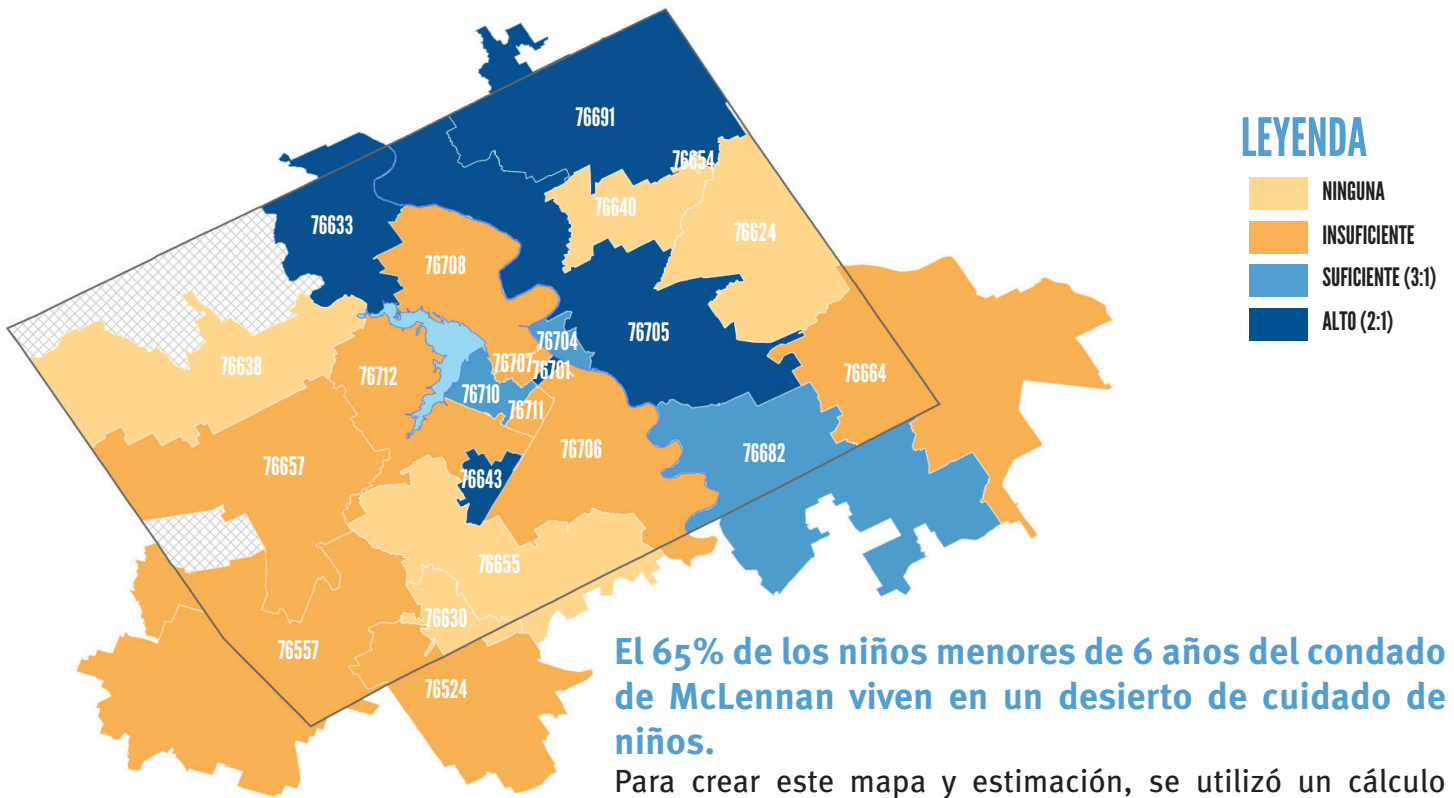 76691
76654
76640
76633
76624
76708
76705
76704
76707
76701
76638
76712
76664
76710
76711
76706
76682
76657
76643
76655
76630
76557
76524
LEYENDA
NINGUNA
INSUFICIENTE
SUFICIENTE (3:1)
ALTO (2:1)
El 65% de los niños menores de 6 años del condado
de McLennan viven en un desierto de cuidado de
niños.
Para crear este mapa y estimación, se utilizó un cálculo